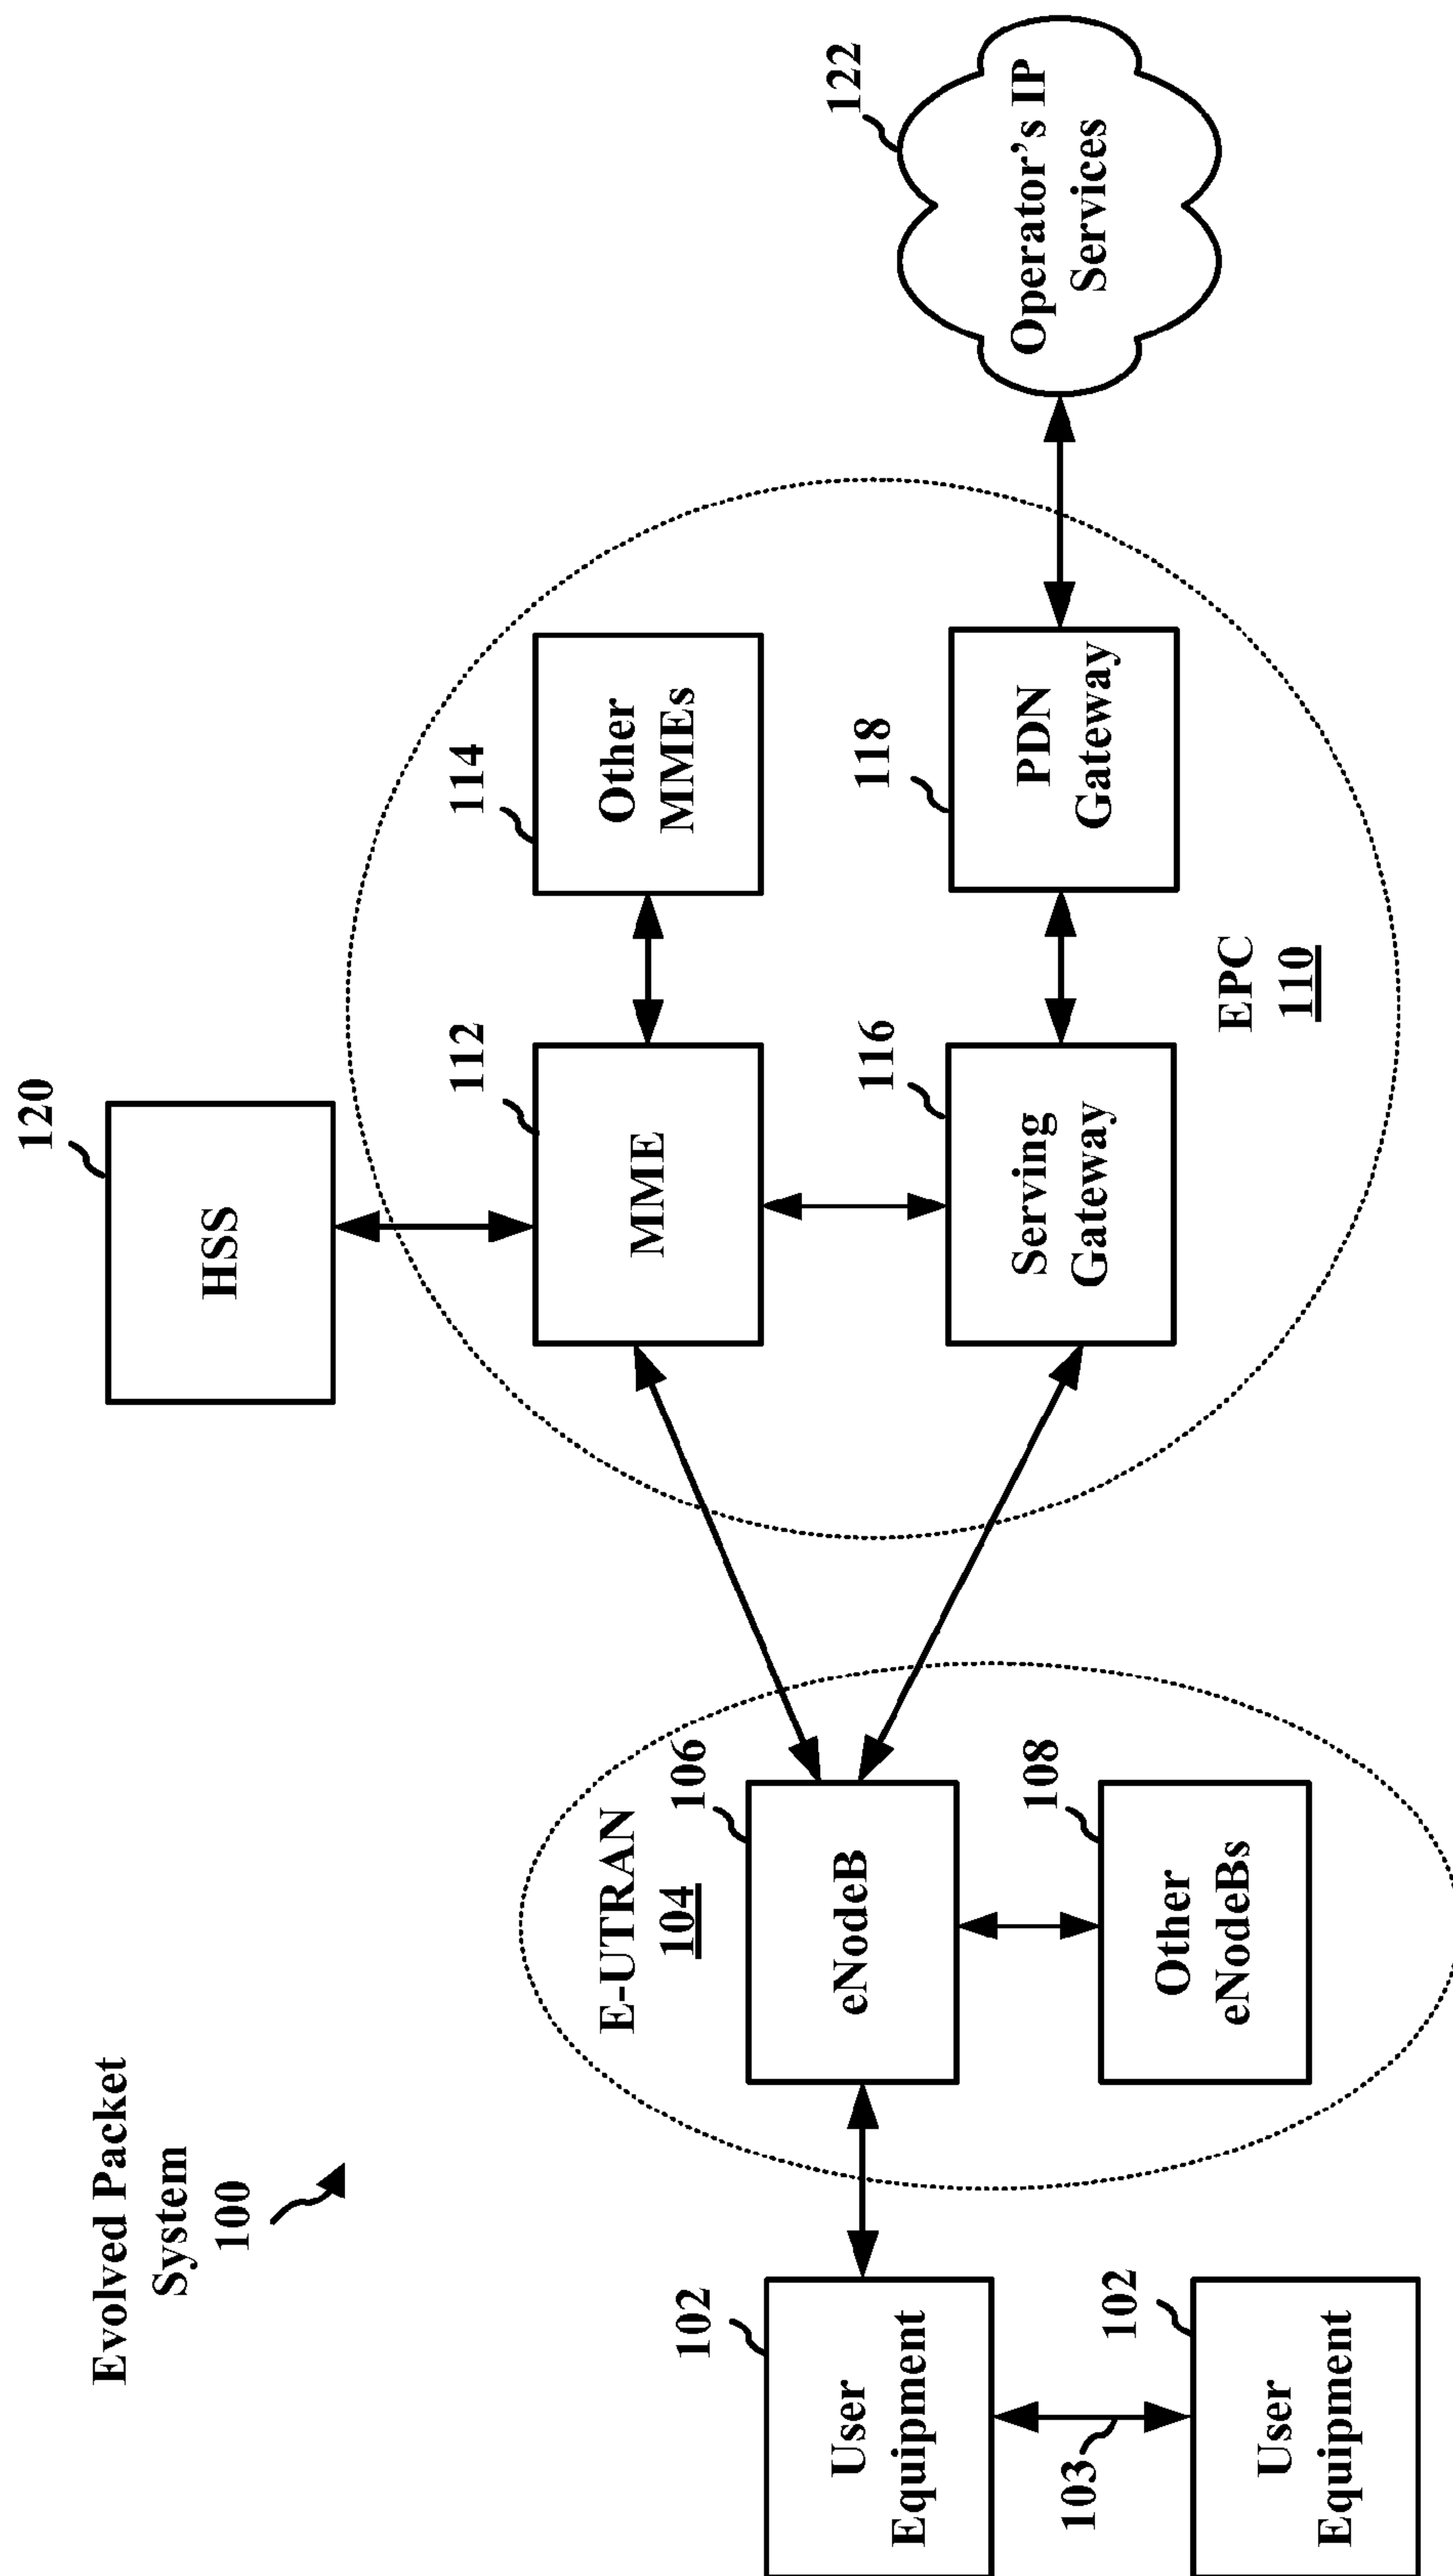 Evolved Packet
System
100
120
HSS
E-UTRAN
104
112
MME
114
Other
MMEs
102
User
Equipment
106
eNodeB
116
Serving
Gateway
118
PDN
Gateway
122
Operator's IP
Services
103
102
User
Equipment
108
Other
eNodeBs
EPC
110